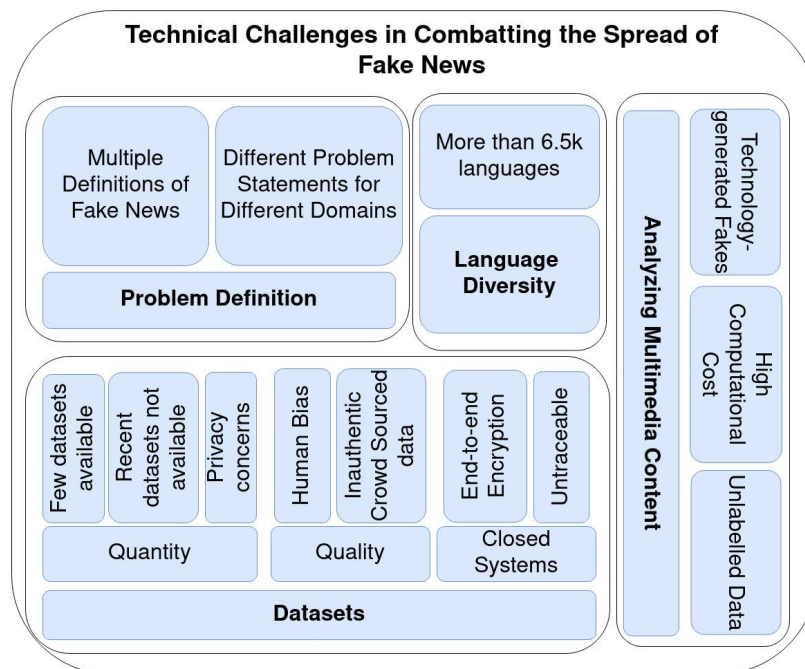 Technical Challenges in Combatting the Spread of
Fake News
Multiple
Definitions of
Fake News
Different Problem
Statements for
Different Domains
Problem Definition
More than 6.5k
languages
Language
Diversity
Analyzing Multimedia Content
Technology-
generated Fakes
High
Computational
Cost
Unlabelled Data
Few datasets
available
Recent
datasets not
available
Privacy
concerns
Human Bias
Inauthentic
Crowd Sourced
data
End-to-end
Encryption
Untraceable
Quantity
Quality
Closed
Systems
Datasets